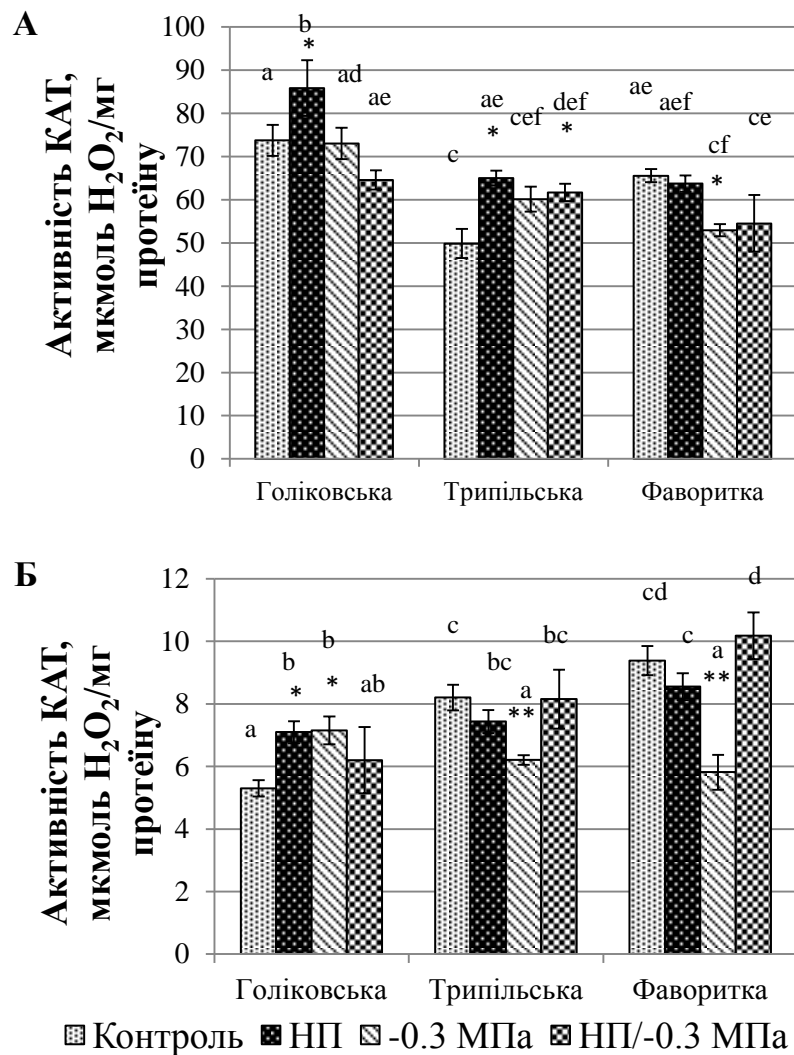 А
Активність КАТ,
мкмоль H₂O₂/мг
протеїну
100
90
80
70
60
50
40
30
20
10
0
a
b
*
ad
ae
c
ae
*
cef
def
*
ae
aef
cf
*
ce
Голіковська Трипільська Фаворитка
Б
Активність КАТ,
мкмоль H₂O₂/мг
протеїну
12
10
8
6
4
2
0
a
b
*
b
*
ab
c
bc
a
**
bc
cd
c
a
**
d
Голіковська Трипільська Фаворитка
Контроль НП -0.3 МПа НП/-0.3 МПа